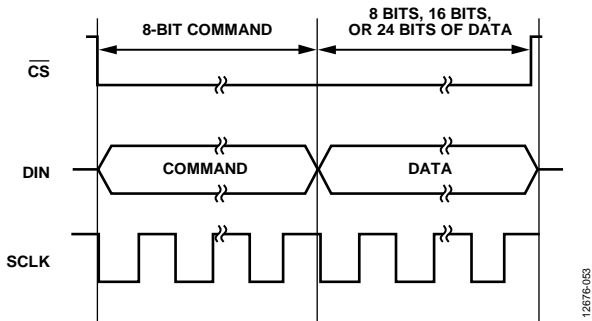 8-BIT COMMAND
8 BITS, 16 BITS,
OR 24 BITS OF DATA
CS
DIN
COMMAND
DATA
SCLK
12676-053